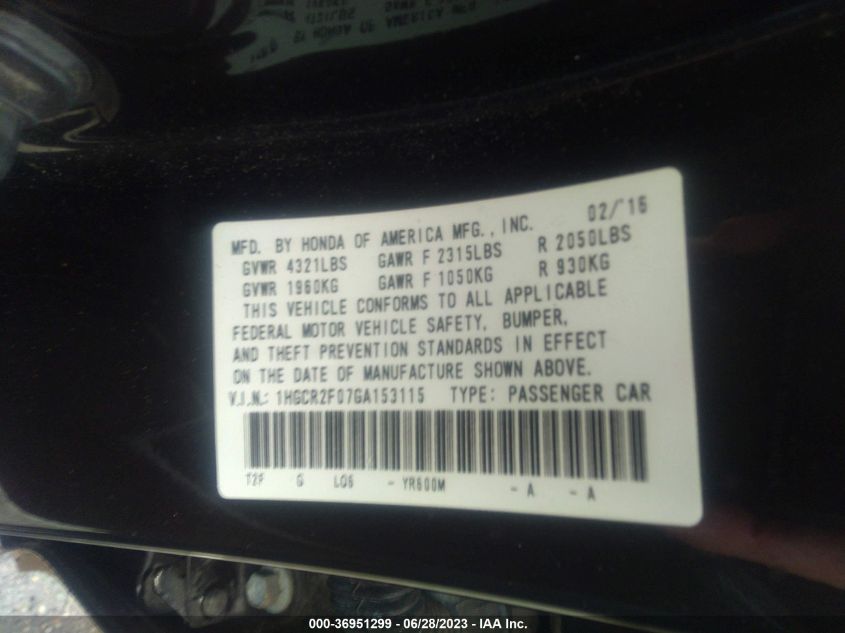 02/'16
MFD. BY HONDA OF AMERICA MFG., INC.
GVWR 4321LBS GAWR F 2315LBS R 2050LBS
GVWR 1960KG GAWR F 1050KG R 930KG
THIS VEHICLE CONFORMS TO ALL APPLICABLE
FEDERAL MOTOR VEHICLE SAFETY, BUMPER,
AND THEFT PREVENTION STANDARDS IN EFFECT
ON THE DATE OF MANUFACTURE SHOWN ABOVE.
V.I.N.: 1HGCR2F07GA153115 TYPE: PASSENGER CAR
T2F G L06 - YR600M - A - A
000-36951299 - 06/28/2023 - IAA Inc.